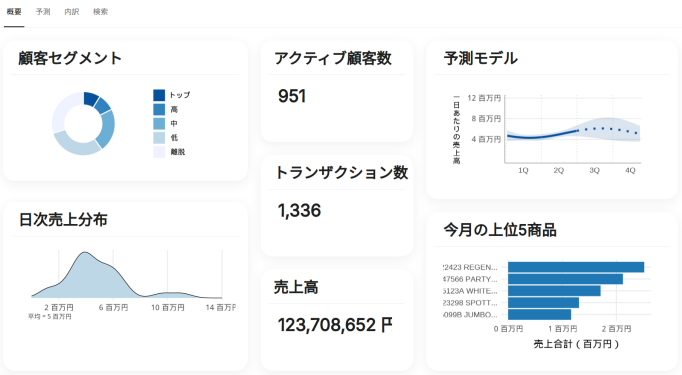 概要 予測 内訳 検索
顧客セグメント
トップ
高
中
低
離脱
日次売上分布
2 百万円 6 百万円 10 百万円 14 百万円
平均 = 5 百万円
アクティブ顧客数
951
トランザクション数
1,336
売上高
123,708,652 円
予測モデル
一日あたりの売上高
12 百万円
8 百万円
4 百万円
1Q 2Q 3Q 4Q
今月の上位5商品
22423 REGEN...
47566 PARTY...
5123A WHITE...
23298 SPOTT...
5099B JUMBO...
0 百万円 1 百万円 2 百万円
売上合計 ( 百万円 )